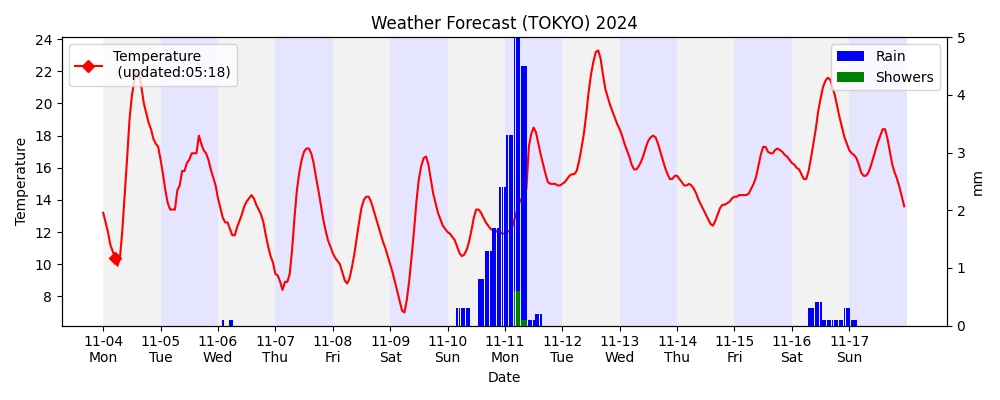 Weather Forecast (TOKYO) 2024
Temperature
(updated:05:18)
Rain
Showers
Temperature
24
22
20
18
16
14
12
10
8
5
4
3
2
1
0
mm
11-04 11-05 11-06 11-07 11-08 11-09 11-10 11-11 11-12 11-13 11-14 11-15 11-16 11-17
Mon Tue Wed Thu Fri Sat Sun Mon Tue Wed Thu Fri Sat Sun
Date